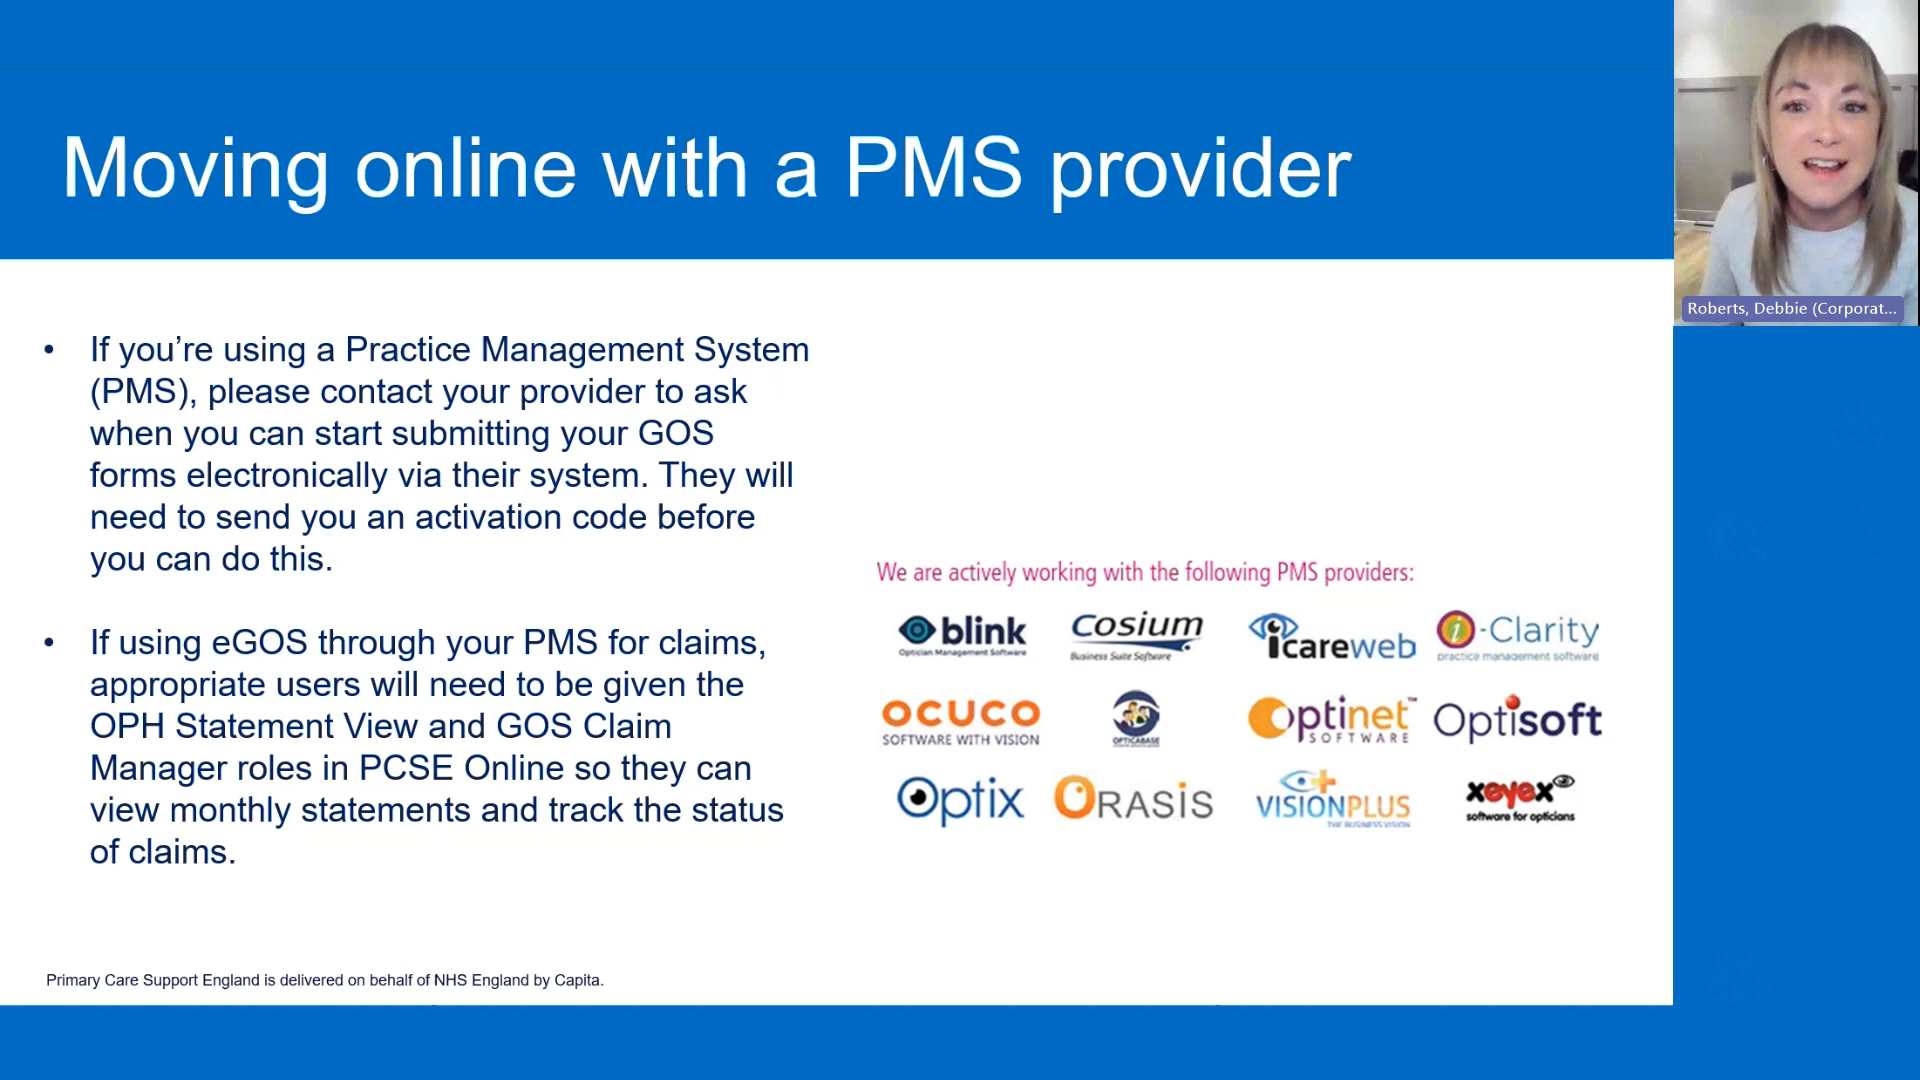 Moving online with a PMS provider
Roberts, Debbie (Corporat...
• If you’re using a Practice Management System
(PMS), please contact your provider to ask
when you can start submitting your GOS
forms electronically via their system. They will
need to send you an activation code before
you can do this.
• If using eGOS through your PMS for claims,
appropriate users will need to be given the
OPH Statement View and GOS Claim
Manager roles in PCSE Online so they can
view monthly statements and track the status
of claims.
We are actively working with the following PMS providers:
blink
Optician Management Software
Cosium
Business Suite Software
icareweb
i-Clarity
practice management software
OCUCO
SOFTWARE WITH VISION
OPTICABASE
Optinet™
SOFTWARE
Optisoft
Optix
ORASiS
VISIONPLUS
THE BUSINESS VISION
xeyex
software for opticians
Primary Care Support England is delivered on behalf of NHS England by Capita.